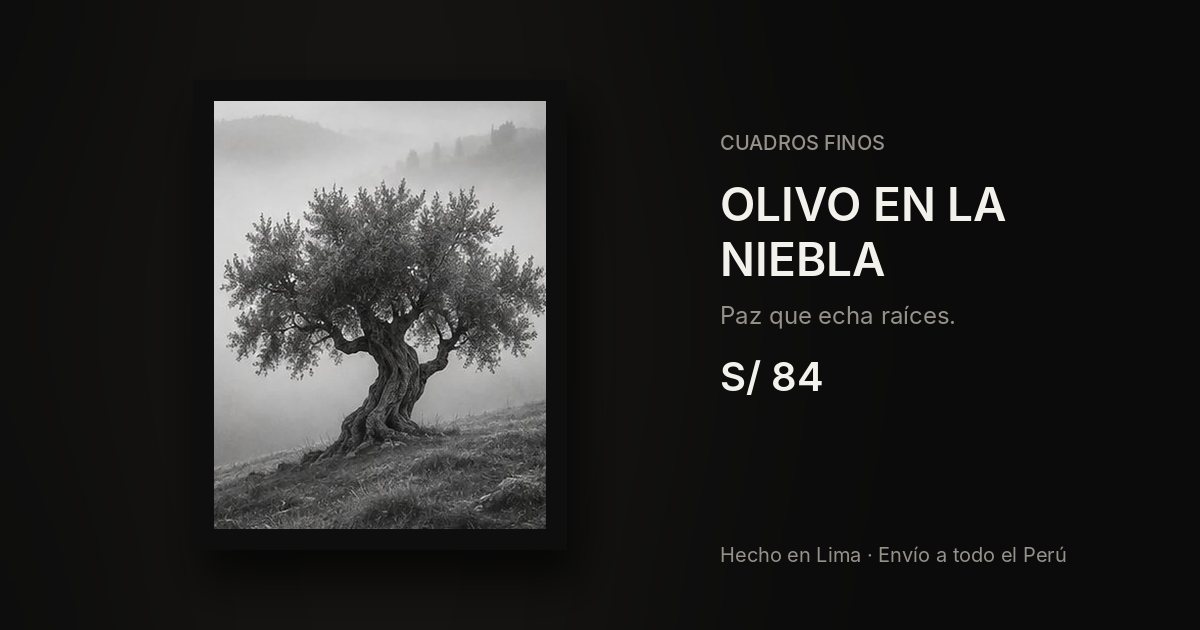 CUADROS FINOS
OLIVO EN LA
NIEBLA
Paz que echa raíces.
S/ 84
Hecho en Lima · Envío a todo el Perú